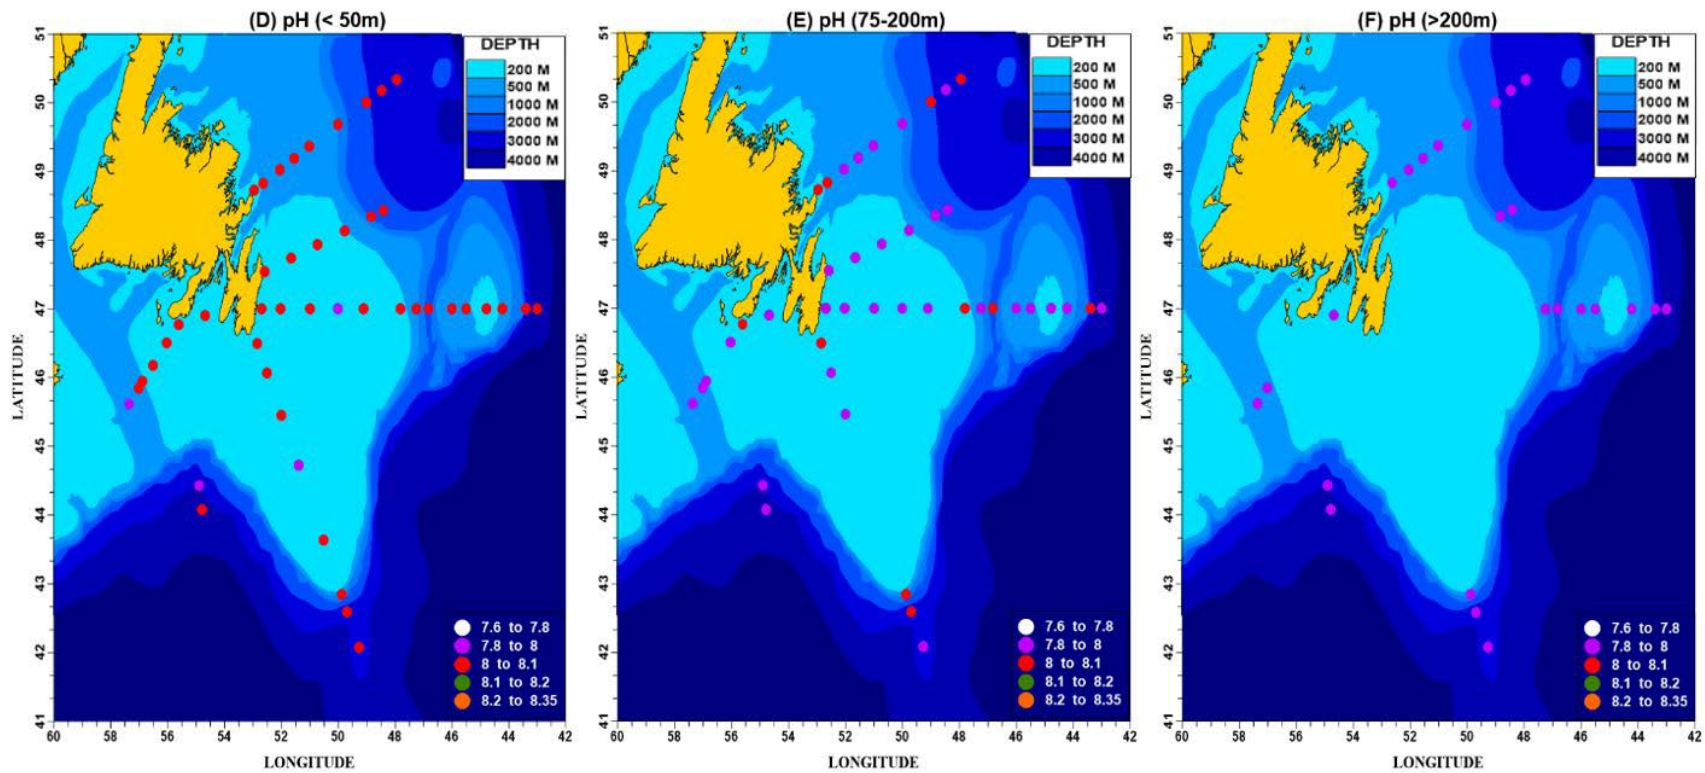 (D) pH (< 50m)
DEPTH
200 M
500 M
1000 M
2000 M
3000 M
4000 M
51
50
49
48
47
46
45
44
43
42
41
LATITUDE
7.6 to 7.8
7.8 to 8
8 to 8.1
8.1 to 8.2
8.2 to 8.35
60 58 56 54 52 50 48 46 44 42
LONGITUDE
(E) pH (75-200m)
DEPTH
200 M
500 M
1000 M
2000 M
3000 M
4000 M
51
50
49
48
47
46
45
44
43
42
41
LATITUDE
7.6 to 7.8
7.8 to 8
8 to 8.1
8.1 to 8.2
8.2 to 8.35
60 58 56 54 52 50 48 46 44 42
LONGITUDE
(F) pH (>200m)
DEPTH
200 M
500 M
1000 M
2000 M
3000 M
4000 M
51
50
49
48
47
46
45
44
43
42
41
LATITUDE
7.6 to 7.8
7.8 to 8
8 to 8.1
8.1 to 8.2
8.2 to 8.35
60 58 56 54 52 50 48 46 44 42
LONGITUDE